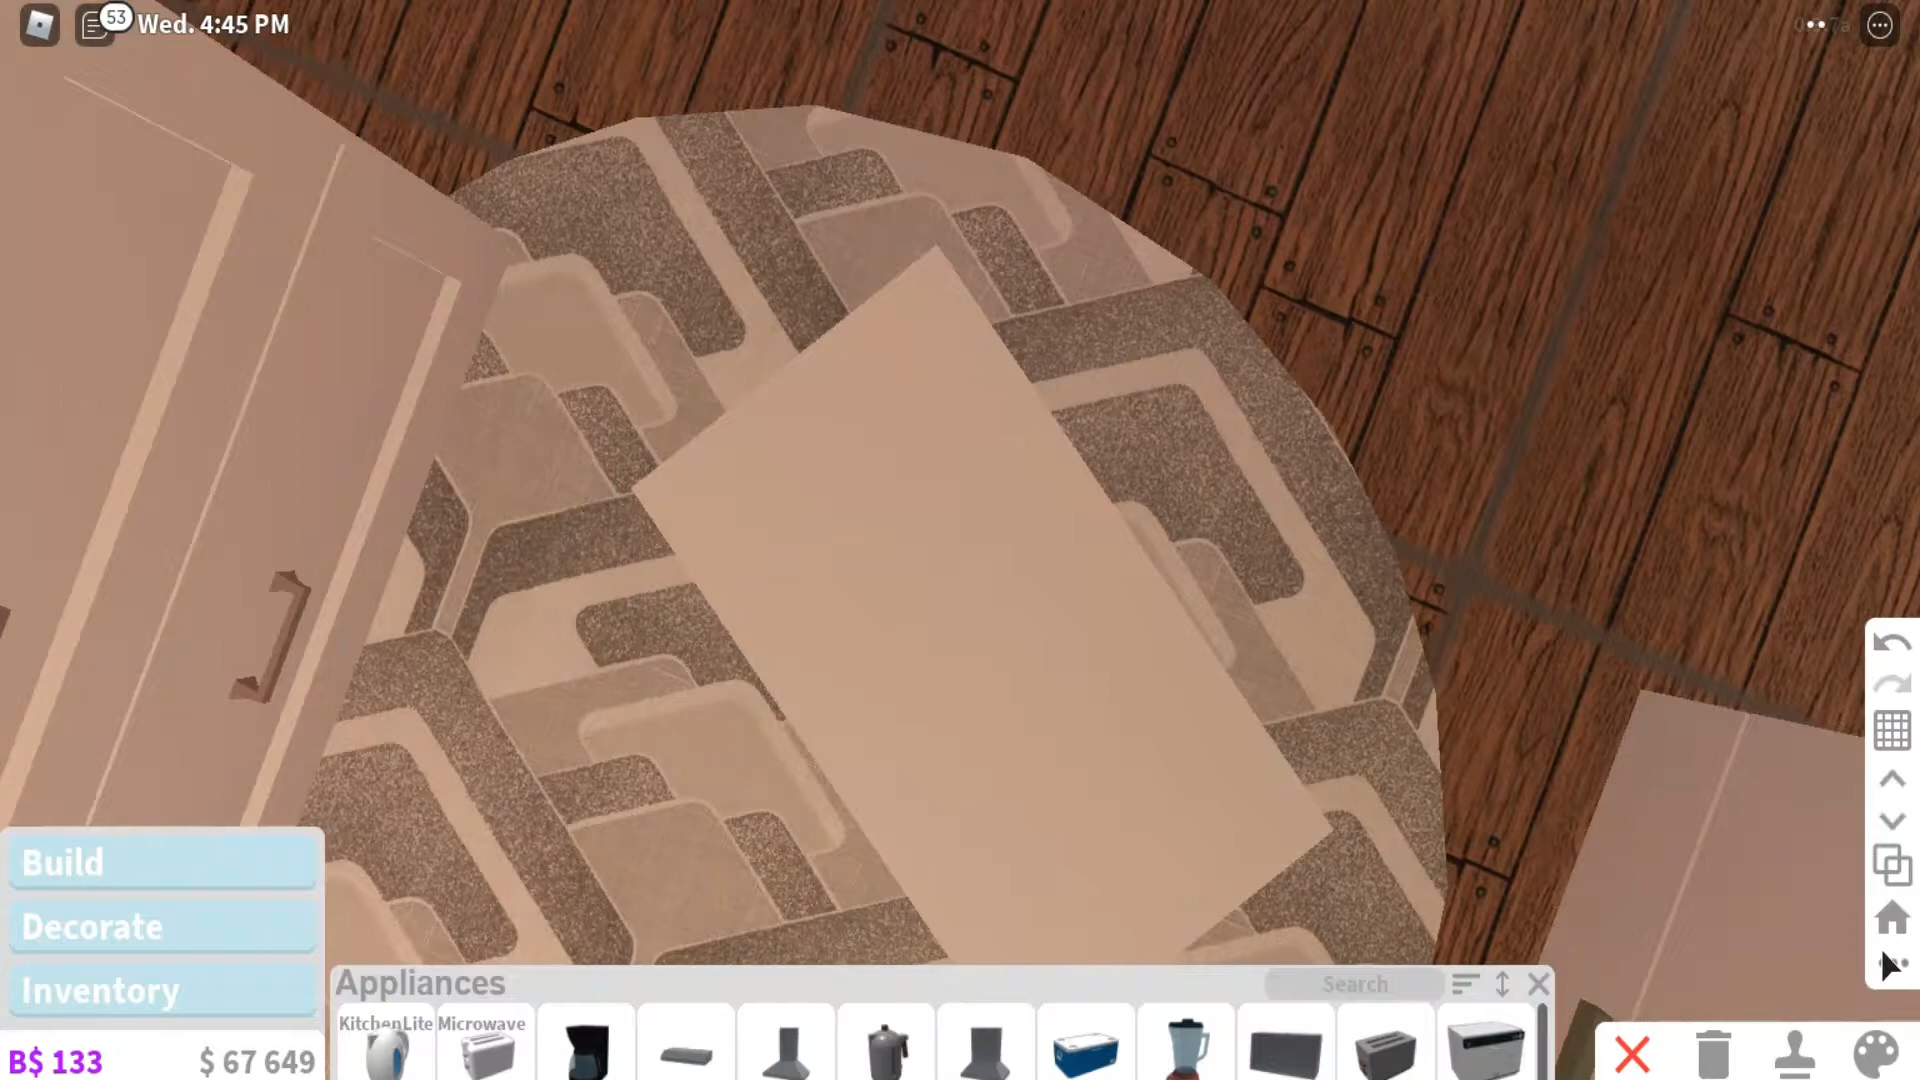 53
Wed. 4:45 PM
Build
Decorate
Inventory
B$ 133
$ 67 649
Appliances
Search
KitchenLite
Microwave